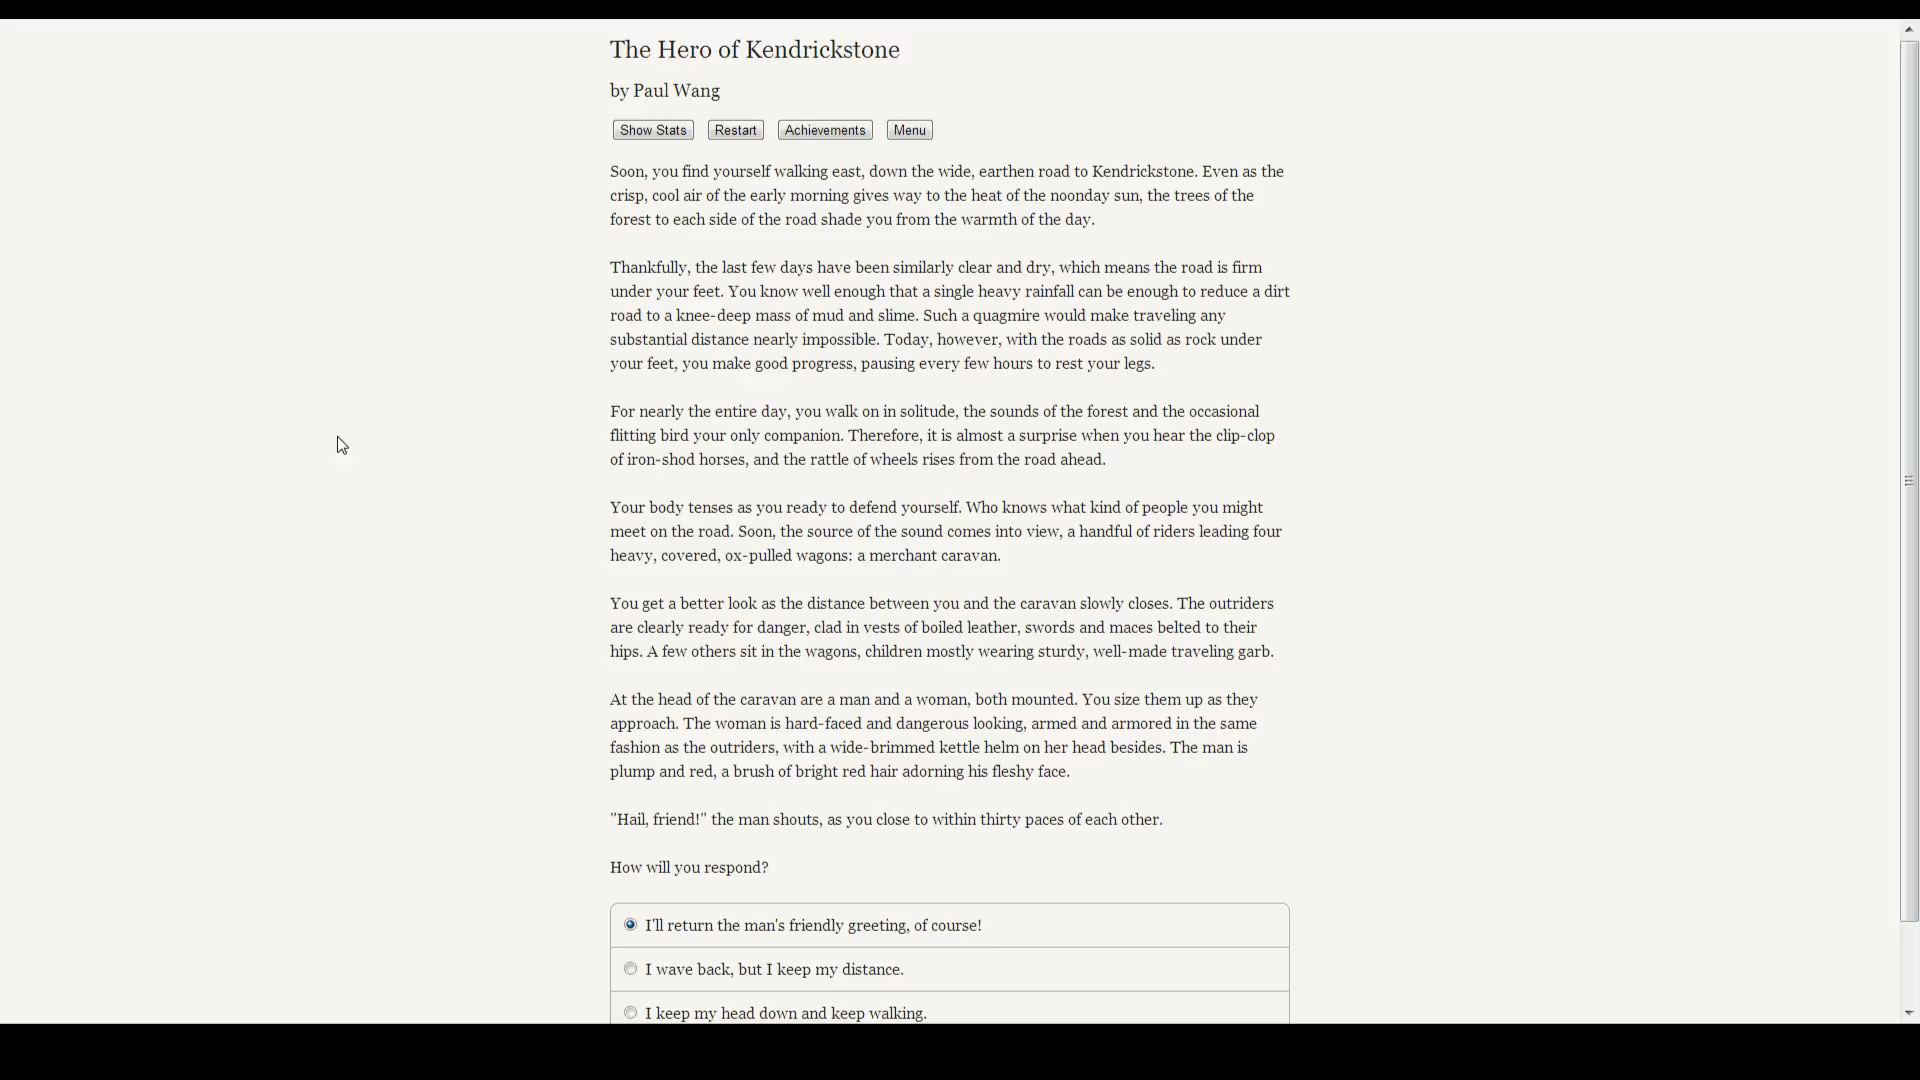 The Hero of Kendrickstone
by Paul Wang
Show Stats Restart Achievements Menu
Soon, you find yourself walking east, down the wide, earthen road to Kendrickstone. Even as the
crisp, cool air of the early morning gives way to the heat of the noonday sun, the trees of the
forest to each side of the road shade you from the warmth of the day.
Thankfully, the last few days have been similarly clear and dry, which means the road is firm
under your feet. You know well enough that a single heavy rainfall can be enough to reduce a dirt
road to a knee-deep mass of mud and slime. Such a quagmire would make traveling any
substantial distance nearly impossible. Today, however, with the roads as solid as rock under
your feet, you make good progress, pausing every few hours to rest your legs.
For nearly the entire day, you walk on in solitude, the sounds of the forest and the occasional
flitting bird your only companion. Therefore, it is almost a surprise when you hear the clip-clop
of iron-shod horses, and the rattle of wheels rises from the road ahead.
Your body tenses as you ready to defend yourself. Who knows what kind of people you might
meet on the road. Soon, the source of the sound comes into view, a handful of riders leading four
heavy, covered, ox-pulled wagons: a merchant caravan.
You get a better look as the distance between you and the caravan slowly closes. The outriders
are clearly ready for danger, clad in vests of boiled leather, swords and maces belted to their
hips. A few others sit in the wagons, children mostly wearing sturdy, well-made traveling garb.
At the head of the caravan are a man and a woman, both mounted. You size them up as they
approach. The woman is hard-faced and dangerous looking, armed and armored in the same
fashion as the outriders, with a wide-brimmed kettle helm on her head besides. The man is
plump and red, a brush of bright red hair adorning his fleshy face.
"Hail, friend!" the man shouts, as you close to within thirty paces of each other.
How will you respond?
I'll return the man's friendly greeting, of course!
I wave back, but I keep my distance.
I keep my head down and keep walking.